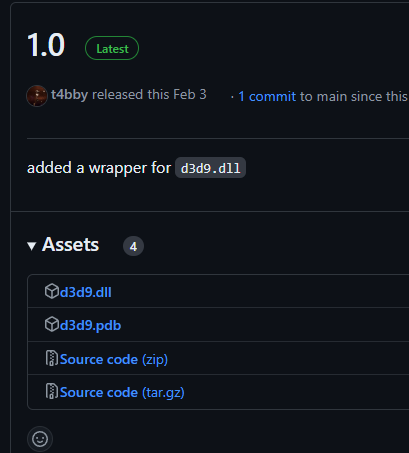 1.0 Latest
t4bby released this Feb 3 · 1 commit to main since this
added a wrapper for d3d9.dll
Assets 4
d3d9.dll
d3d9.pdb
Source code (zip)
Source code (tar.gz)